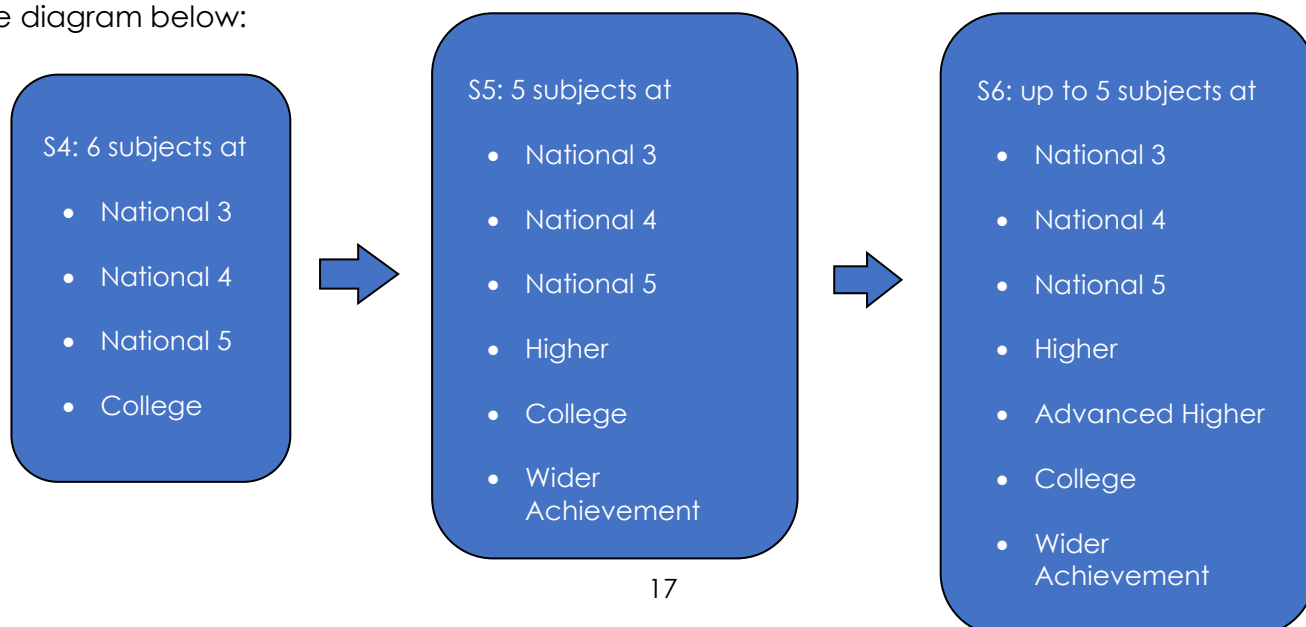 e diagram below:
S4: 6 subjects at
• National 3
• National 4
• National 5
• College
S5: 5 subjects at
• National 3
• National 4
• National 5
• Higher
• College
• Wider
Achievement
S6: up to 5 subjects at
• National 3
• National 4
• National 5
• Higher
• Advanced Higher
• College
• Wider
Achievement
17